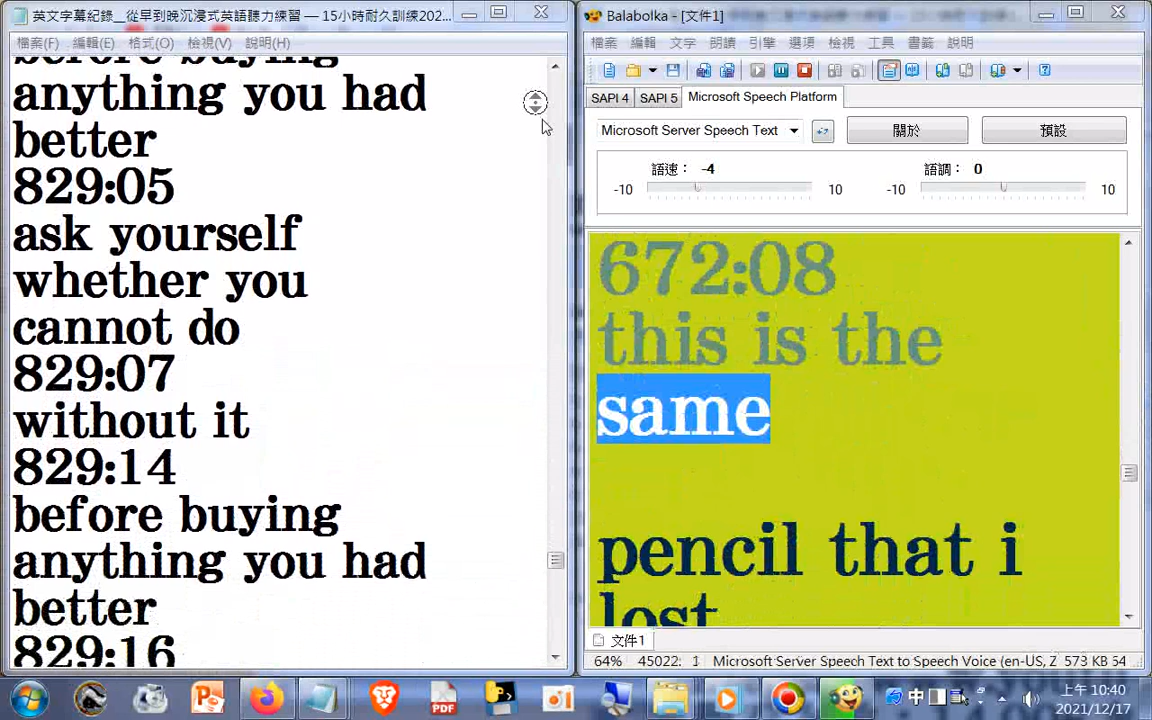 英文字幕紀錄__從早到晚沉浸式英語聽力練習 — 15小時耐久訓練202...
檔案(F) 編輯(E) 格式(O) 檢視(V) 說明(H)
before buying
anything you had
better
829:05
ask yourself
whether you
cannot do
829:07
without it
829:14
before buying
anything you had
better
829:16
Balabolka - [文件1]
檔案 編輯 文字 朗讀 引擎 選項 檢視 工具 書籤 說明
SAPI 4 SAPI 5 Microsoft Speech Platform
Microsoft Server Speech Text 關於 預設
語速： -4 語調： 0
-10 10 -10 10
672:08
this is the
same
pencil that i
lost
文件1
64% 45022: 1 Microsoft Server Speech Text to Speech Voice (en-US, Z 573 KB 54
中
上午 10:40
2021/12/17